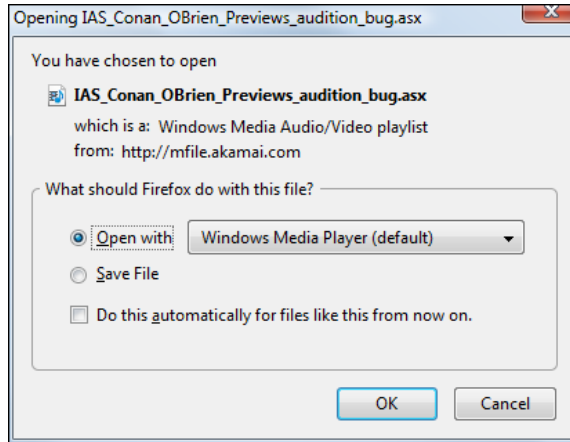 Opening IAS_Conan_OBrien_Previews_audition_bug.asx
You have chosen to open
IAS_Conan_OBrien_Previews_audition_bug.asx
which is a: Windows Media Audio/Video playlist
from: http://mfile.akamai.com
What should Firefox do with this file?
Open with Windows Media Player (default)
Save File
Do this automatically for files like this from now on.
OK Cancel